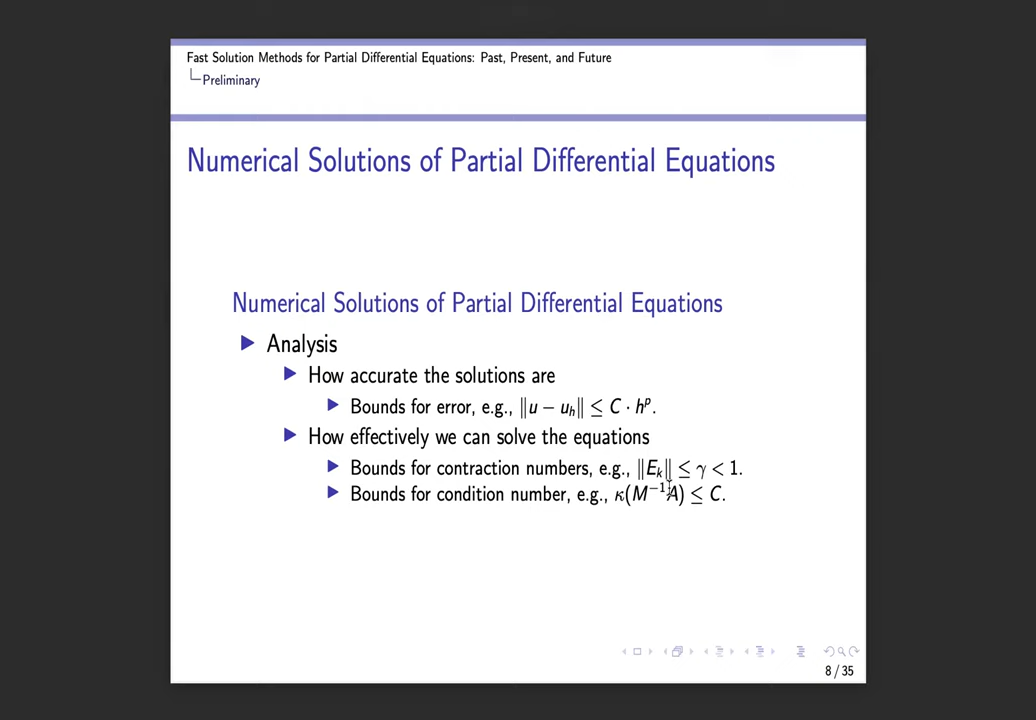 Fast Solution Methods for Partial Differential Equations: Past, Present, and Future
Preliminary
Numerical Solutions of Partial Differential Equations
Numerical Solutions of Partial Differential Equations
Analysis
How accurate the solutions are
Bounds for error, e.g., ‖u − u_h‖ ≤ C · h^p.
How effectively we can solve the equations
Bounds for contraction numbers, e.g., ‖E_k‖ ≤ γ < 1.
Bounds for condition number, e.g., κ(M^{−1}A) ≤ C.
8 / 35